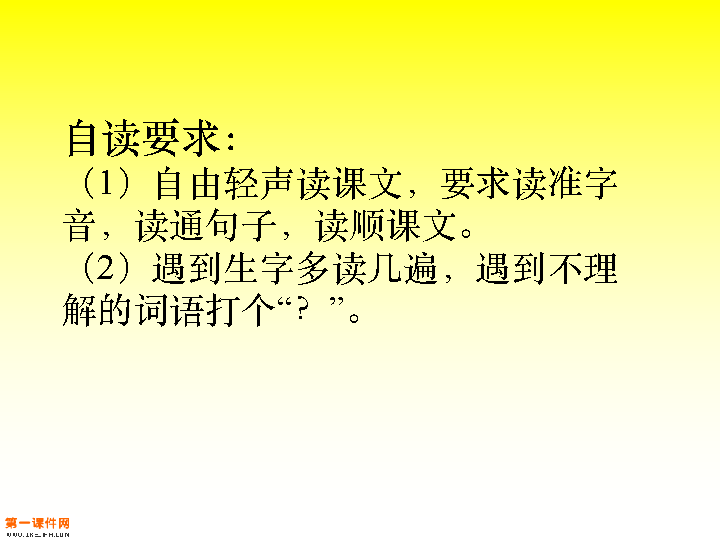 自读要求：
（1）自由轻声读课文，要求读准字
音，读通句子，读顺课文。
（2）遇到生字多读几遍，遇到不理
解的词语打个“？”。
第一课件网